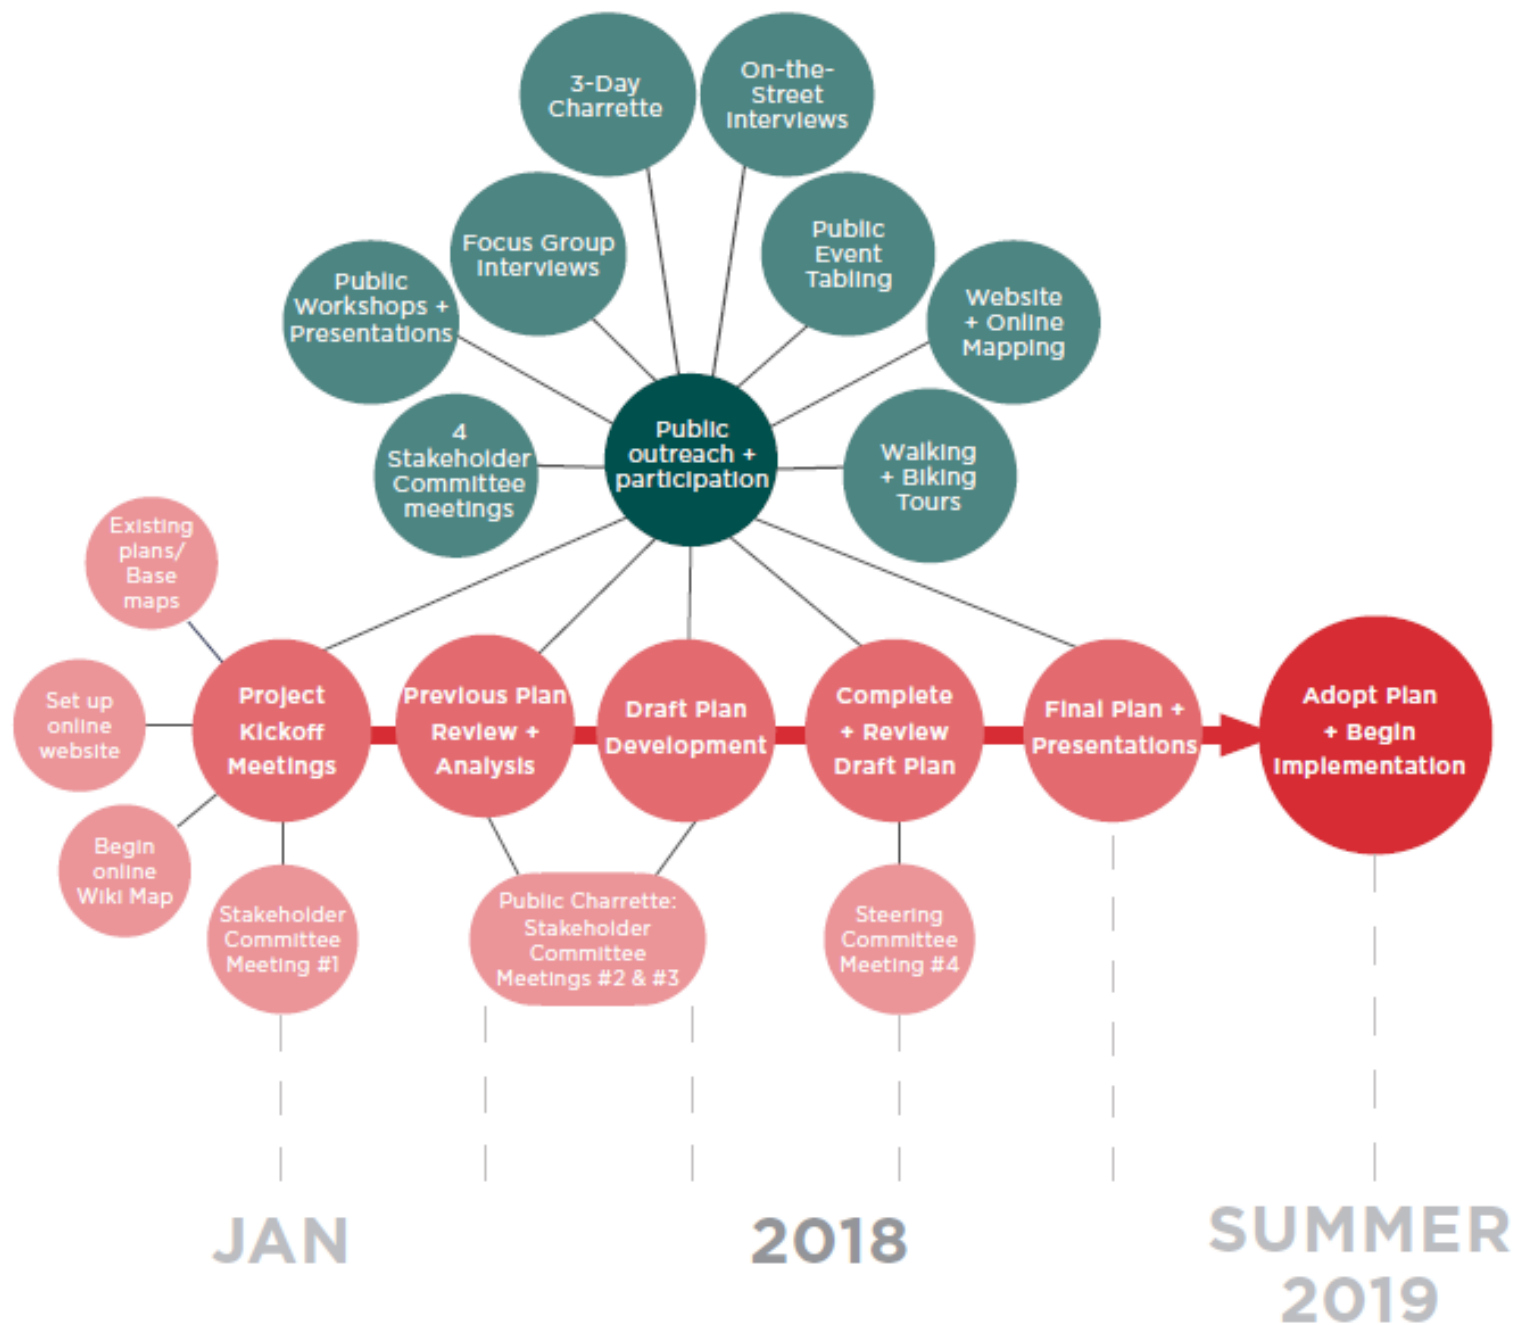 3-Day
Charrette
On-the-
Street
Interviews
Focus Group
Interviews
Public
Event
Tabling
Public
Workshops +
Presentations
Website
+ Online
Mapping
4
Stakeholder
Committee
meetings
Public
outreach +
participation
Walking
+ Biking
Tours
Existing
plans/
Base
maps
Set up
online
website
Begin
online
Wiki Map
Project
Kickoff
Meetings
Previous Plan
Review +
Analysis
Draft Plan
Development
Complete
+ Review
Draft Plan
Final Plan +
Presentations
Adopt Plan
+ Begin
Implementation
Stakeholder
Committee
Meeting #1
Public Charrette:
Stakeholder
Committee
Meetings #2 & #3
Steering
Committee
Meeting #4
JAN
2018
SUMMER
2019